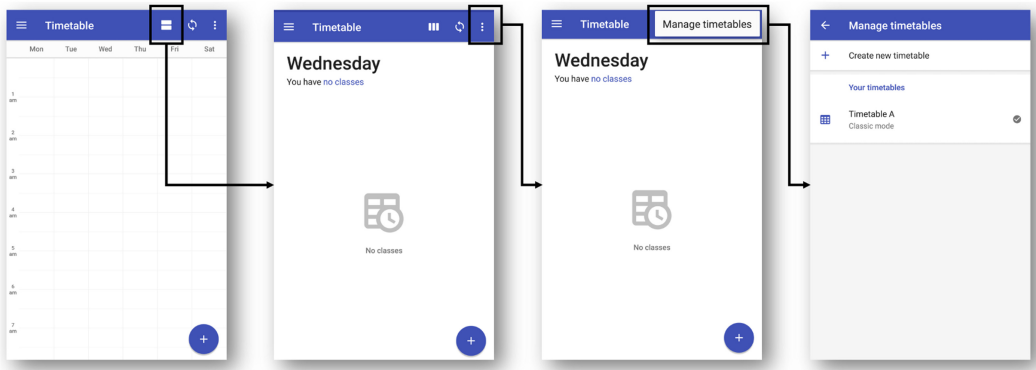 Timetable
Mon Tue Wed Thu Fri Sat
1
am
2
am
3
am
4
am
5
am
6
am
7
am
Timetable
Wednesday
You have no classes
No classes
Timetable
Manage timetables
Wednesday
You have no classes
No classes
Manage timetables
Create new timetable
Your timetables
Timetable A
Classic mode